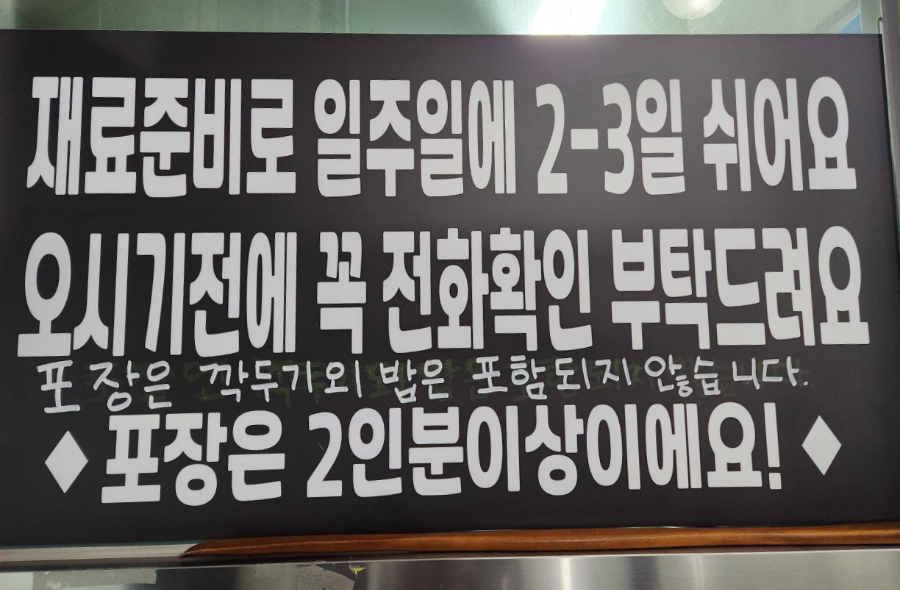 재료준비로 일주일에 2-3일 쉬어요
오시기전에 꼭 전화확인 부탁드려요
포장은 깍두기외 밥은 포함되지 않습니다.
♦포장은 2인분이상이에요!♦